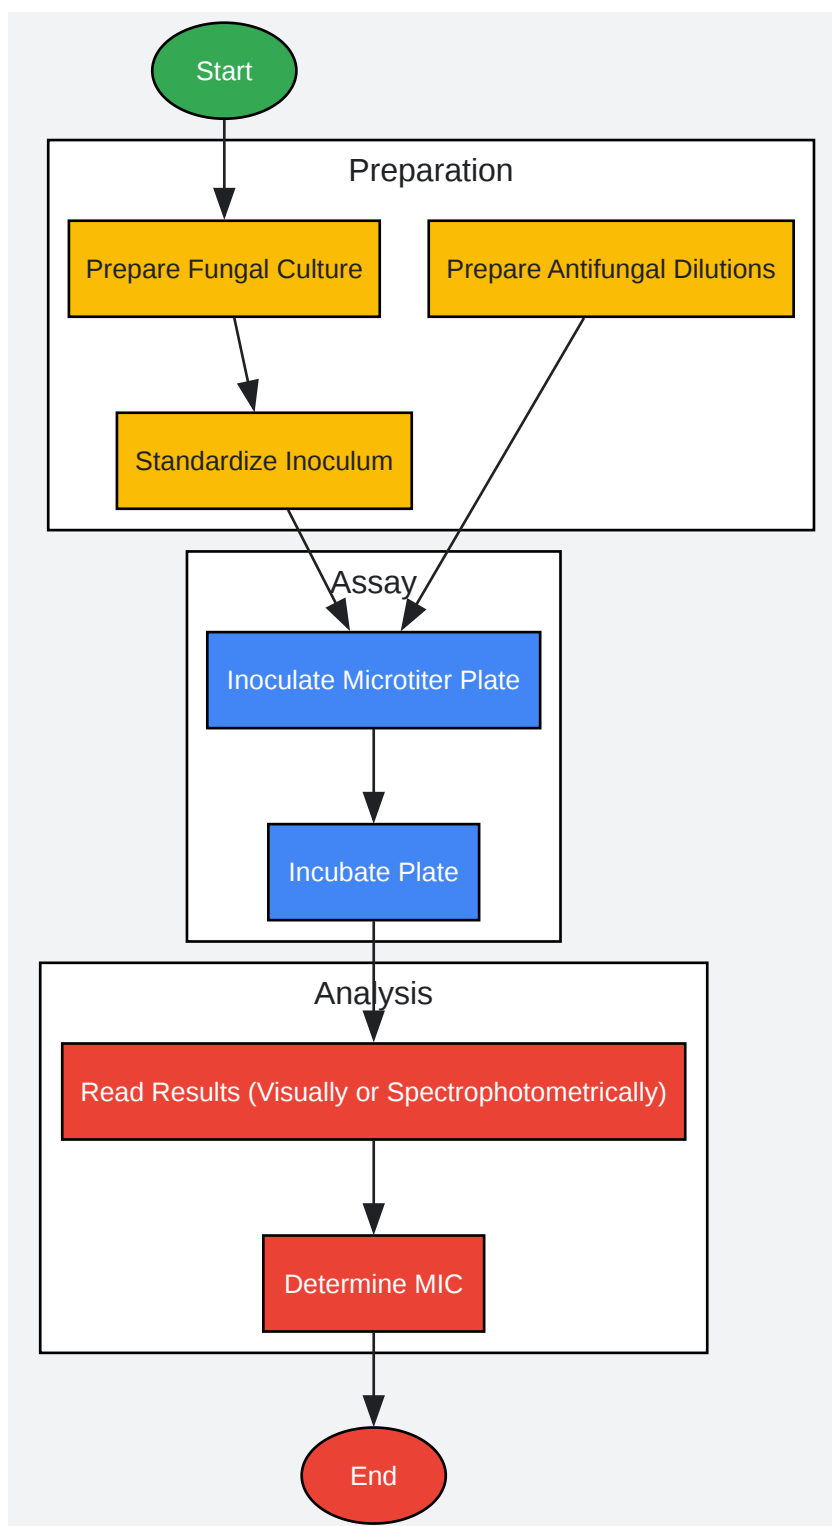 Start
Preparation
Prepare Fungal Culture
Prepare Antifungal Dilutions
Standardize Inoculum
Assay
Inoculate Microtiter Plate
Incubate Plate
Analysis
Read Results (Visually or Spectrophotometrically)
Determine MIC
End